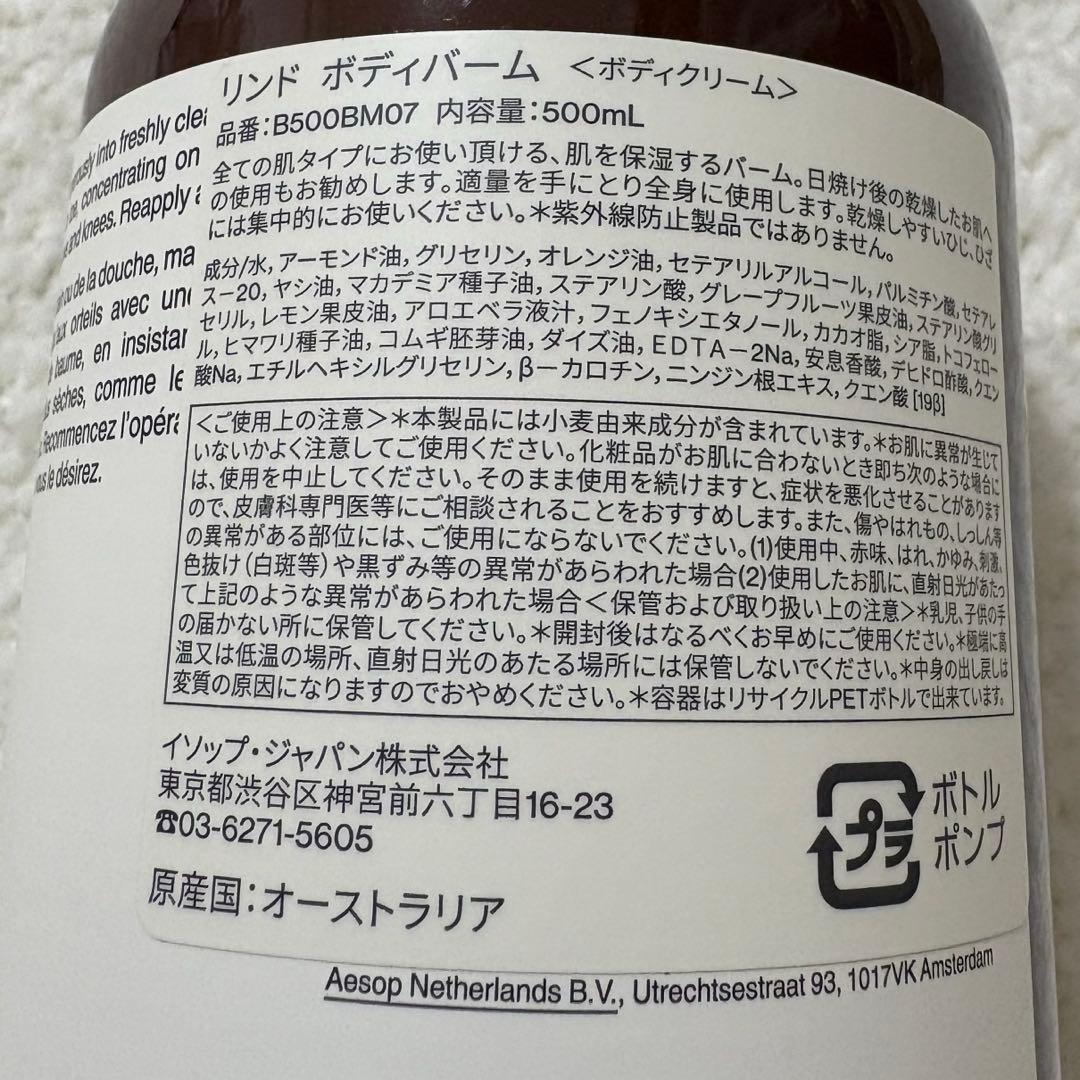 リンド ボディバーム <ボディクリーム>
品番:B500BM07 内容量:500mL
全ての肌タイプにお使い頂ける、肌を保湿するバーム。日焼け後の乾燥したお肌へ
の使用もお勧めします。適量を手にとり全身に使用します。乾燥しやすいひじ、ひざ
には集中的にお使いください。*紫外線防止製品ではありません。
成分/水,アーモンド油,グリセリン,オレンジ油,セテアリルアルコール,パルミチン酸,セテアレ
ス－20,ヤシ油,マカデミア種子油,ステアリン酸,グレープフルーツ果皮油,ステアリン酸グリ
セリル,レモン果皮油,アロエベラ液汁,フェノキシエタノール,カカオ脂,シア脂,トコフェロー
ル,ヒマワリ種子油,コムギ胚芽油,ダイズ油,EDTA－2Na,安息香酸,デヒドロ酢酸,クエン
酸Na,エチルヘキシルグリセリン,β－カロチン,ニンジン根エキス,クエン酸 [19β]
<ご使用上の注意>*本製品には小麦由来成分が含まれています。*お肌に異常が生じて
いないかよく注意してご使用ください。化粧品がお肌に合わないとき即ち次のような場合に
は、使用を中止してください。そのまま使用を続けますと、症状を悪化させることがあります
ので、皮膚科専門医等にご相談されることをおすすめします。また、傷やはれもの、しっしん等
の異常がある部位には、ご使用にならないでください。(1)使用中、赤味、はれ、かゆみ、刺激、
色抜け(白斑等)や黒ずみ等の異常があらわれた場合(2)使用したお肌に、直射日光があたっ
て上記のような異常があらわれた場合<保管および取り扱い上の注意>*乳児、子供の手
の届かない所に保管してください。*開封後はなるべくお早めにご使用ください。*極端に高
温又は低温の場所、直射日光のあたる場所には保管しないでください。*中身の出し戻しは
変質の原因になりますのでおやめください。*容器はリサイクルPETボトルで出来ています。
イソップ・ジャパン株式会社
東京都渋谷区神宮前六丁目16-23
☎03-6271-5605
原産国:オーストラリア
プラ
ボトル
ポンプ
into freshly
concentrating on
and knees. Reapply
ou de la douche,
orteils avec
baume, en
sèches, comme
Recommencez
le désirez.
Aesop Netherlands B.V., Utrechtsestraat 93, 1017VK Amsterdam